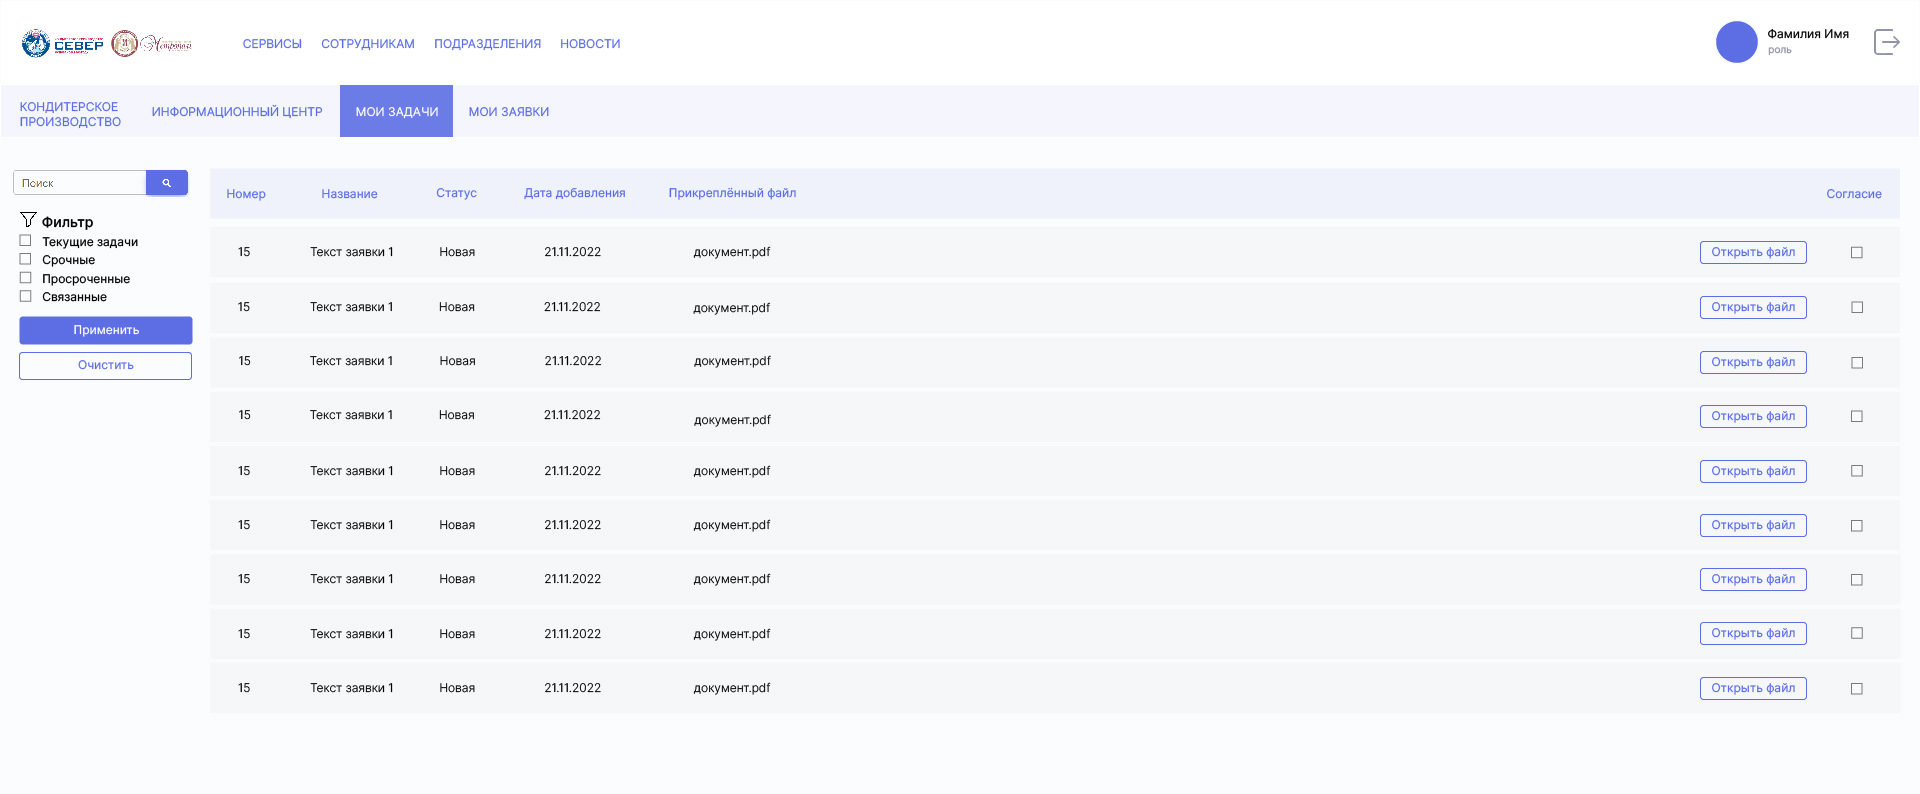 СЕВЕР
Метрополь
СЕРВИСЫ СОТРУДНИКАМ ПОДРАЗДЕЛЕНИЯ НОВОСТИ
Фамилия Имя
роль
КОНДИТЕРСКОЕ
ПРОИЗВОДСТВО
ИНФОРМАЦИОННЫЙ ЦЕНТР
МОИ ЗАДАЧИ
МОИ ЗАЯВКИ
Поиск
Фильтр
Текущие задачи
Срочные
Просроченные
Связанные
Применить
Очистить
Номер Название Статус Дата добавления Прикреплённый файл Согласие
15 Текст заявки 1 Новая 21.11.2022 документ.pdf Открыть файл
15 Текст заявки 1 Новая 21.11.2022 документ.pdf Открыть файл
15 Текст заявки 1 Новая 21.11.2022 документ.pdf Открыть файл
15 Текст заявки 1 Новая 21.11.2022 документ.pdf Открыть файл
15 Текст заявки 1 Новая 21.11.2022 документ.pdf Открыть файл
15 Текст заявки 1 Новая 21.11.2022 документ.pdf Открыть файл
15 Текст заявки 1 Новая 21.11.2022 документ.pdf Открыть файл
15 Текст заявки 1 Новая 21.11.2022 документ.pdf Открыть файл
15 Текст заявки 1 Новая 21.11.2022 документ.pdf Открыть файл